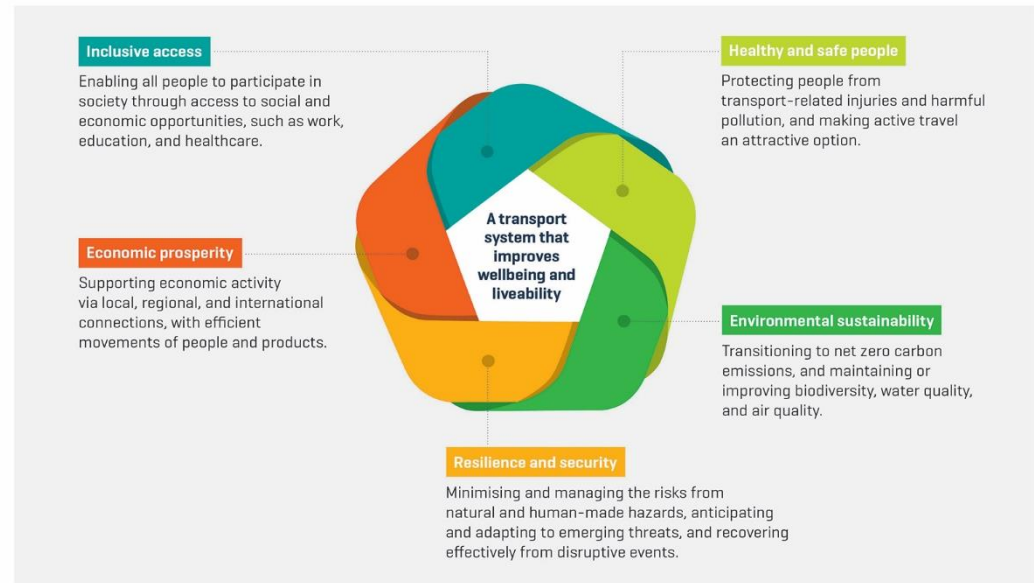 Inclusive access
Enabling all people to participate in
society through access to social and
economic opportunities, such as work,
education, and healthcare.
Healthy and safe people
Protecting people from
transport-related injuries and harmful
pollution, and making active travel
an attractive option.
A transport
system that
improves
wellbeing and
liveability
Economic prosperity
Supporting economic activity
via local, regional, and international
connections, with efficient
movements of people and products.
Environmental sustainability
Transitioning to net zero carbon
emissions, and maintaining or
improving biodiversity, water quality,
and air quality.
Resilience and security
Minimising and managing the risks from
natural and human-made hazards, anticipating
and adapting to emerging threats, and recovering
effectively from disruptive events.